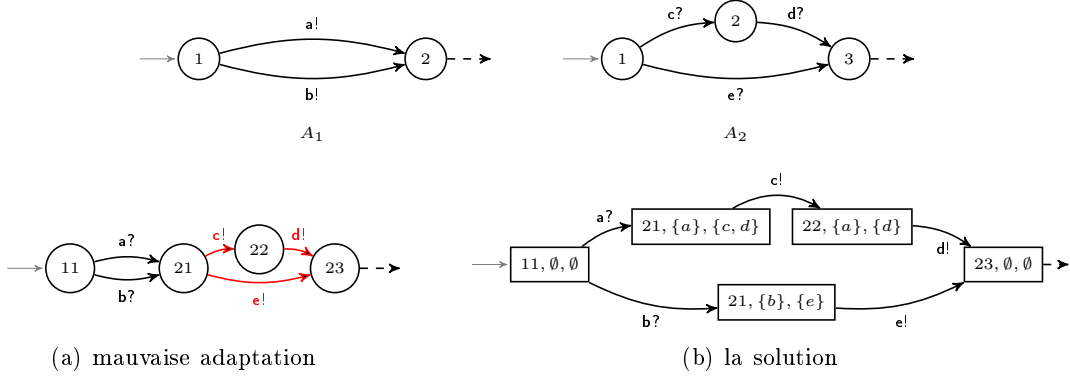 a! c? 2 d?
1 2 1 3
b! e?
A1 A2
c!
a? c! 22 d! a? 21, {a}, {c, d} 22, {a}, {d} d!
11 21 23 11, ∅, ∅ 23, ∅, ∅
b? e! b? 21, {b}, {e} e!
(a) mauvaise adaptation (b) la solution